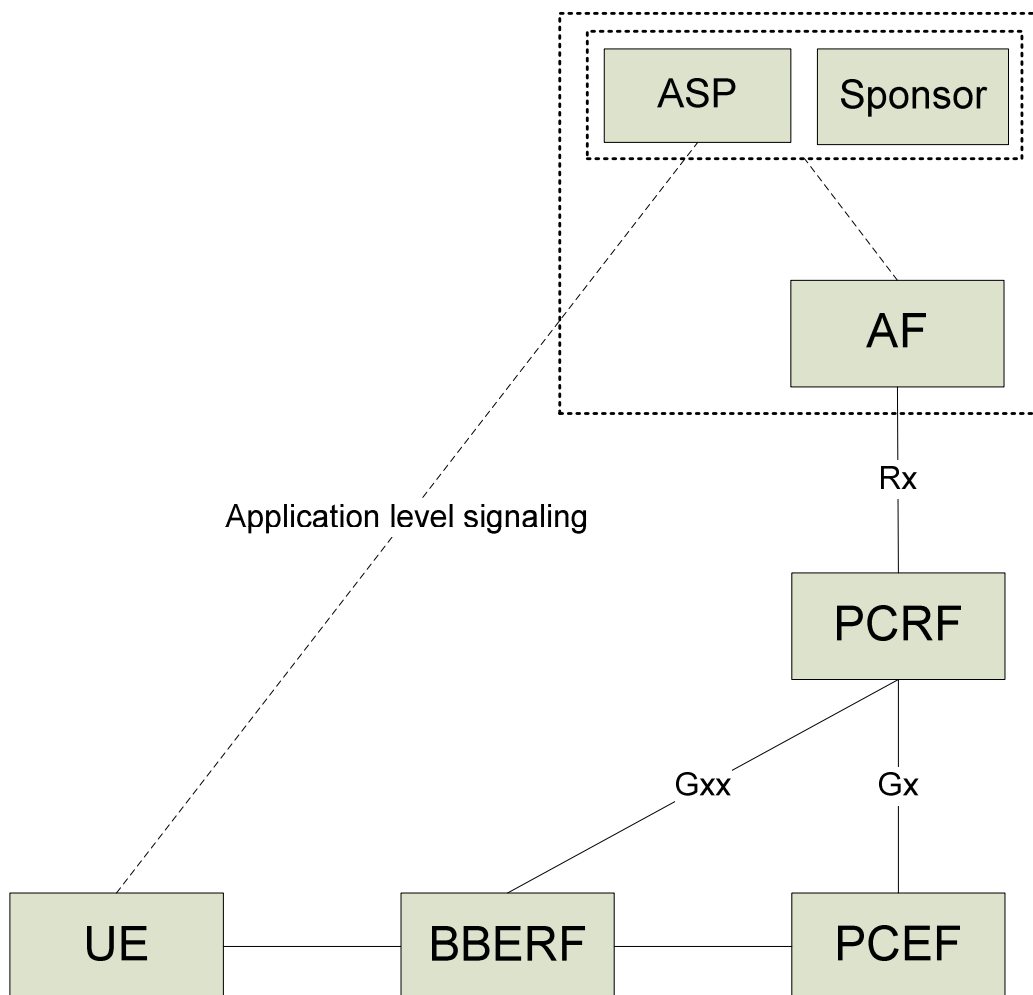 ASP
Sponsor
AF
Rx
Application level signaling
PCRF
Gxx
Gx
UE
BBERF
PCEF